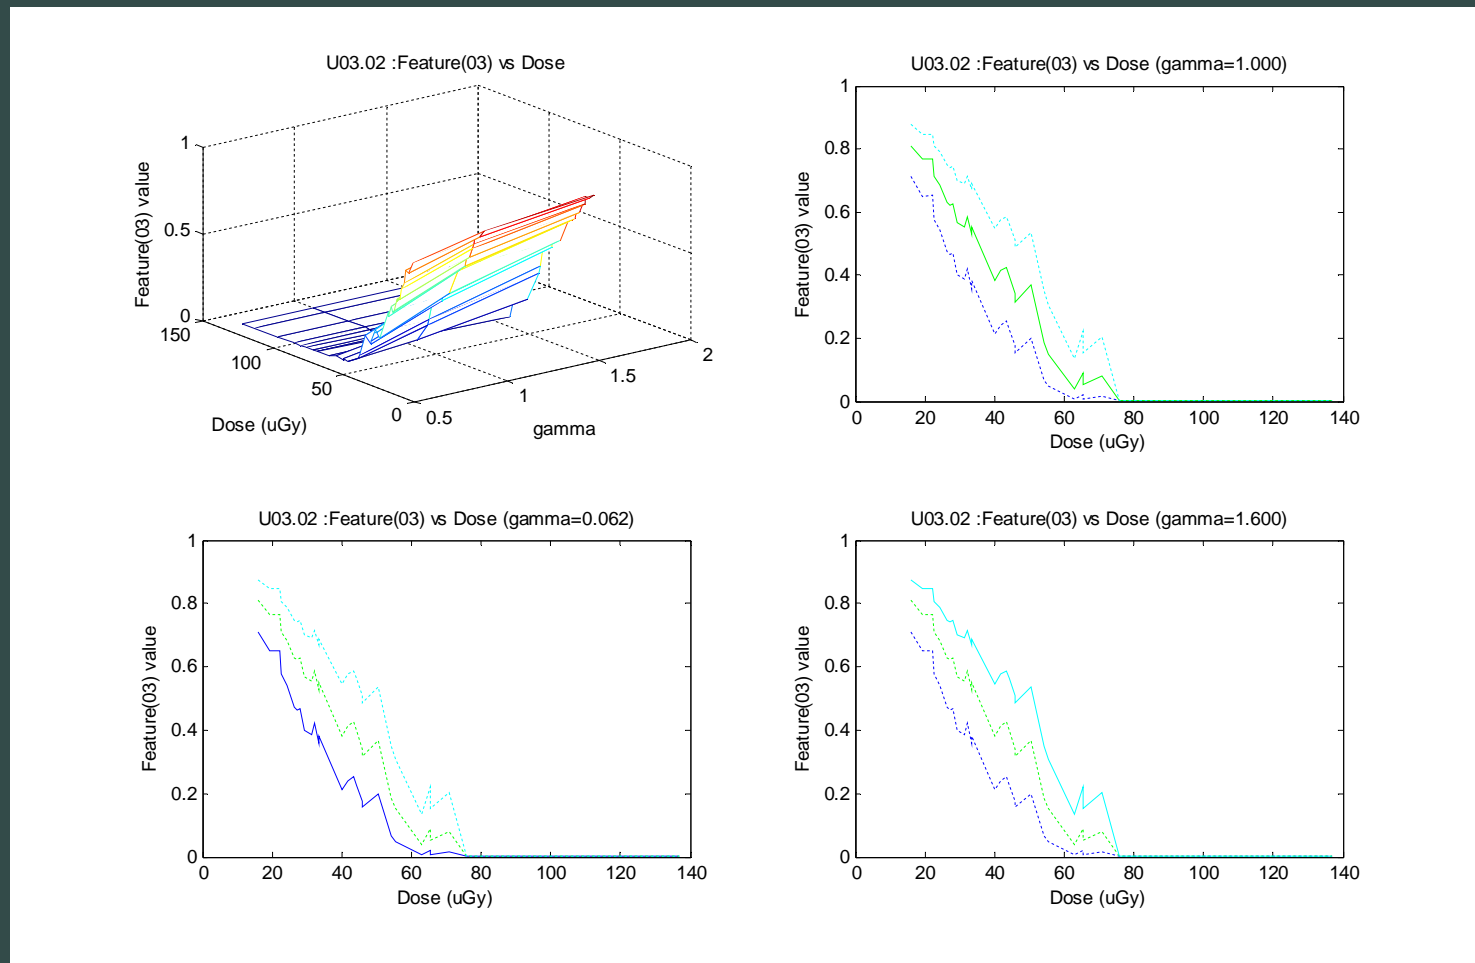 U03.02 :Feature(03) vs Dose
1
0.5
0
150
100
50
0
0.5
1
1.5
2
Feature(03) value
Dose (uGy)
gamma
U03.02 :Feature(03) vs Dose (gamma=1.000)
1
0.8
0.6
0.4
0.2
0
0 20 40 60 80 100 120 140
Feature(03) value
Dose (uGy)
U03.02 :Feature(03) vs Dose (gamma=0.062)
1
0.8
0.6
0.4
0.2
0
0 20 40 60 80 100 120 140
Feature(03) value
Dose (uGy)
U03.02 :Feature(03) vs Dose (gamma=1.600)
1
0.8
0.6
0.4
0.2
0
0 20 40 60 80 100 120 140
Feature(03) value
Dose (uGy)